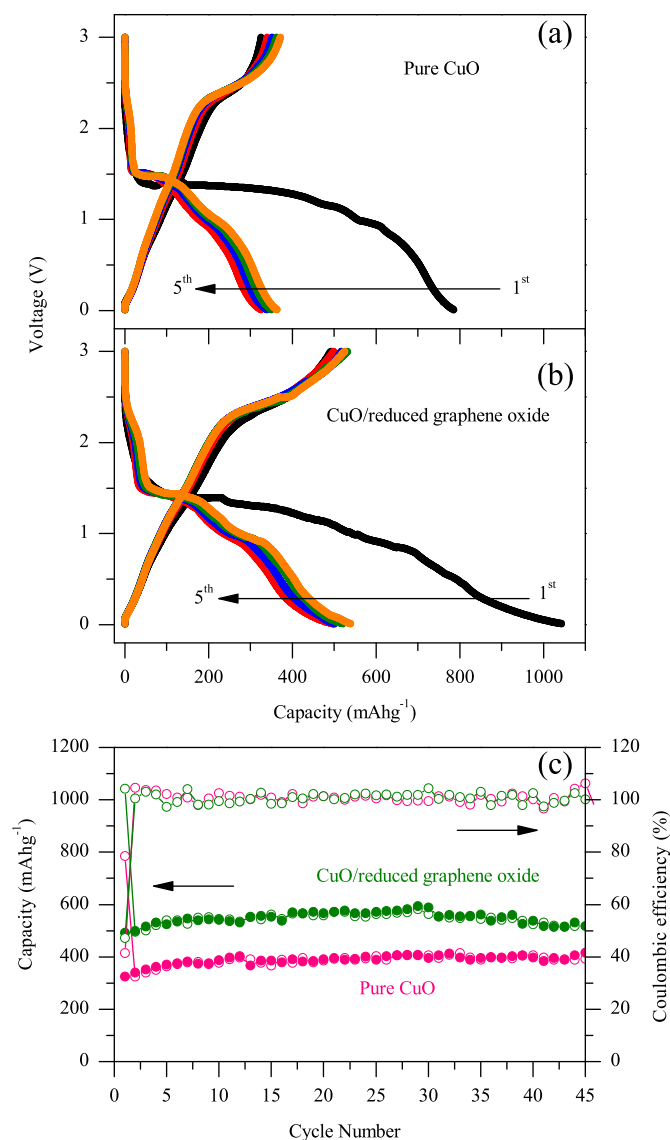 (a)
Pure CuO
3
2
1
0
5th
1st
Voltage (V)
(b)
CuO/reduced graphene oxide
3
2
1
0
5th
1st
0 200 400 600 800 1000
Capacity (mAhg-1)
(c)
1200
1000
800
600
400
200
0
Capacity (mAhg-1)
120
100
80
60
40
20
0
Coulombic efficiency (%)
CuO/reduced graphene oxide
Pure CuO
0 5 10 15 20 25 30 35 40 45
Cycle Number